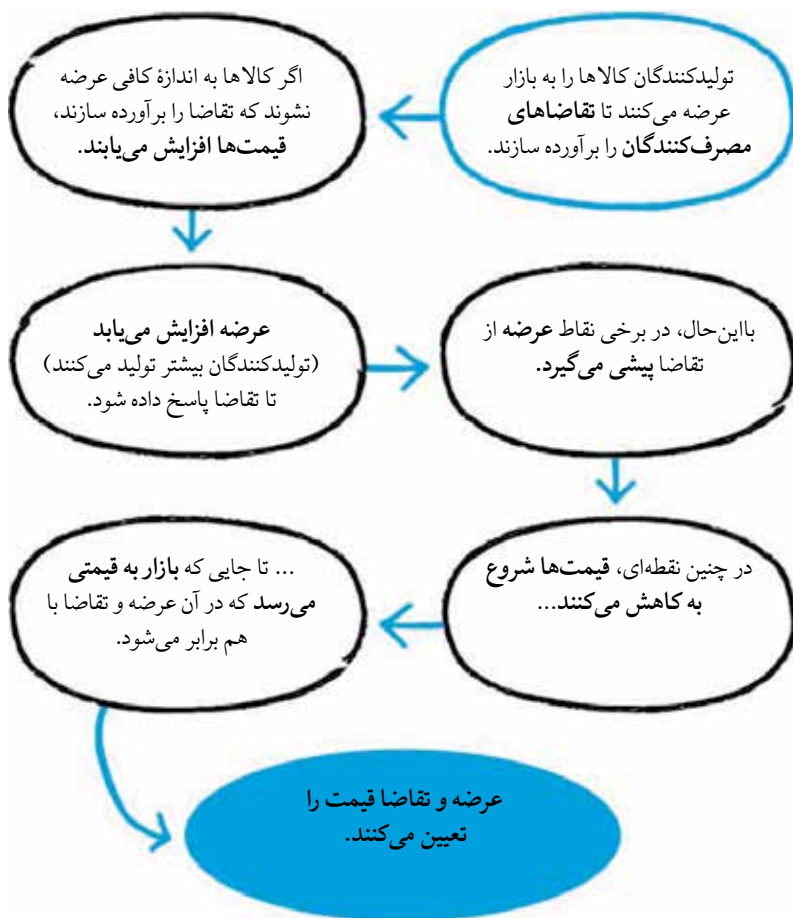 تولیدکنندگان کالاها را به بازار
عرضه می‌کنند تا تقاضاهای
مصرف‌کنندگان را برآورده سازند.
اگر کالاها به اندازهٔ کافی عرضه
نشوند که تقاضا را برآورده سازند،
قیمت‌ها افزایش می‌یابند.
عرضه افزایش می‌یابد
(تولیدکنندگان بیشتر تولید می‌کنند)
تا تقاضا پاسخ داده شود.
بااین‌حال، در برخی نقاط عرضه از
تقاضا پیشی می‌گیرد.
در چنین نقطه‌ای، قیمت‌ها شروع
به کاهش می‌کنند...
... تا جایی که بازار به قیمتی
می‌رسد که در آن عرضه و تقاضا با
هم برابر می‌شود.
عرضه و تقاضا قیمت را
تعیین می‌کنند.